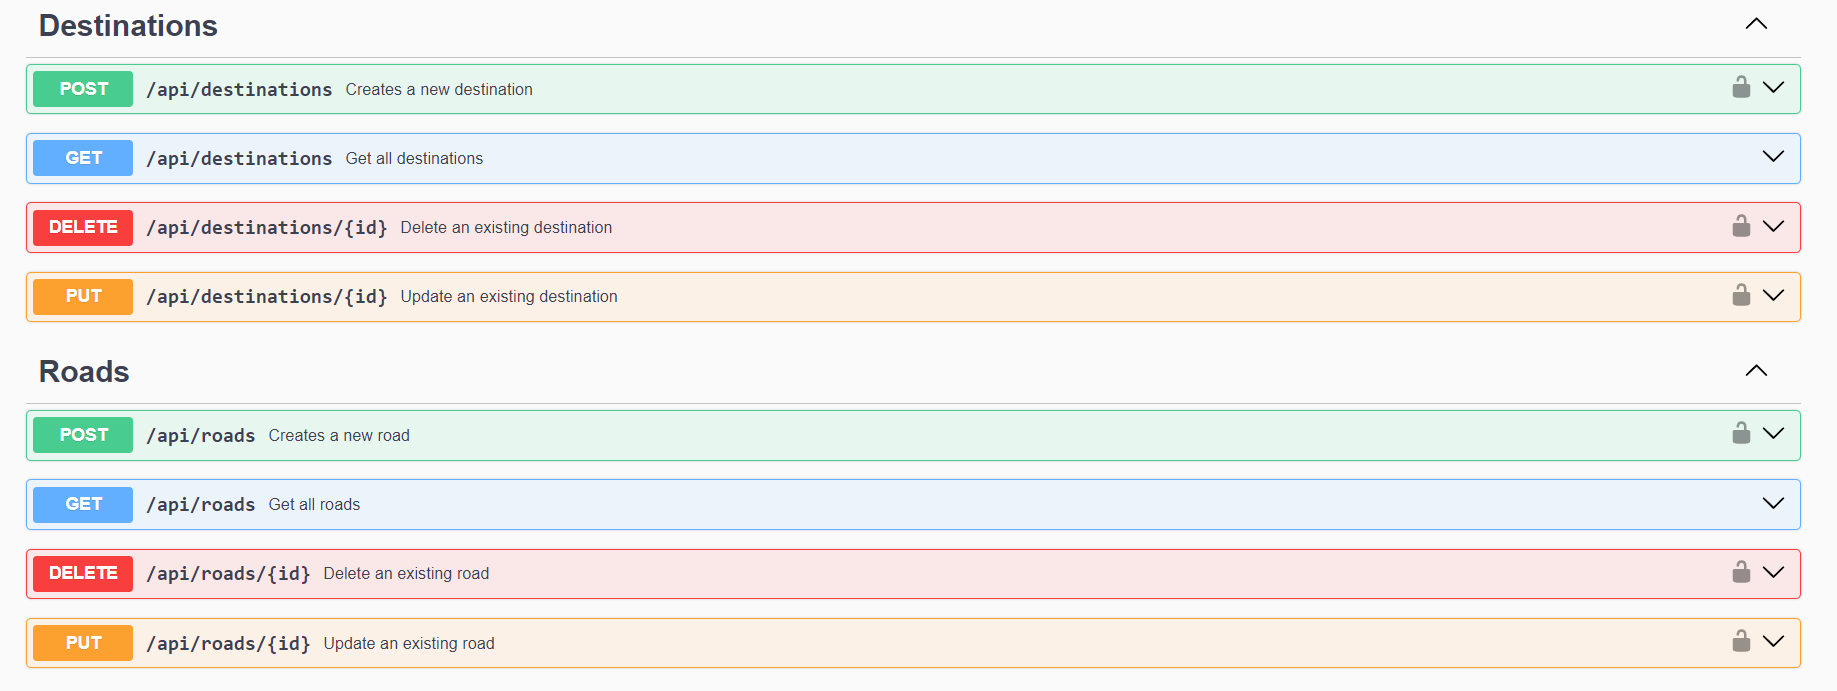 Destinations
POST /api/destinations Creates a new destination
GET /api/destinations Get all destinations
DELETE /api/destinations/{id} Delete an existing destination
PUT /api/destinations/{id} Update an existing destination
Roads
POST /api/roads Creates a new road
GET /api/roads Get all roads
DELETE /api/roads/{id} Delete an existing road
PUT /api/roads/{id} Update an existing road